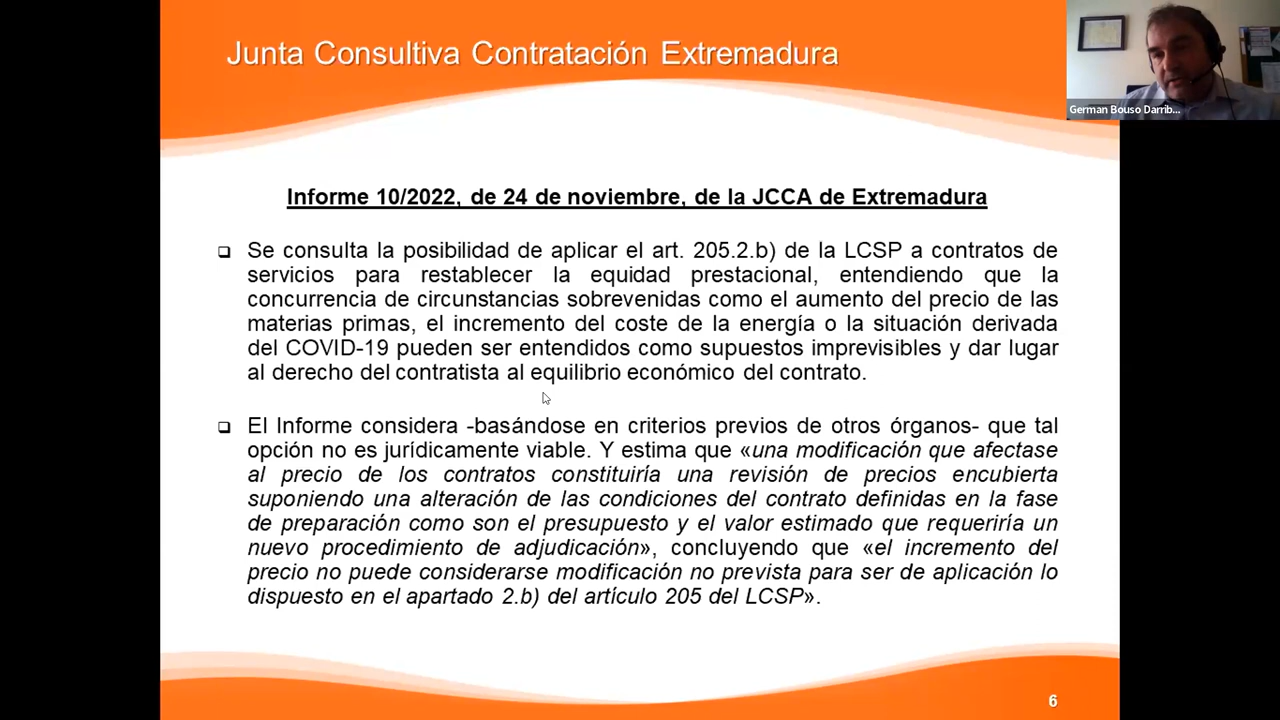 Junta Consultiva Contratación Extremadura
German Bouso Darrib...
Informe 10/2022, de 24 de noviembre, de la JCCA de Extremadura
Se consulta la posibilidad de aplicar el art. 205.2.b) de la LCSP a contratos de
servicios para restablecer la equidad prestacional, entendiendo que la
concurrencia de circunstancias sobrevenidas como el aumento del precio de las
materias primas, el incremento del coste de la energía o la situación derivada
del COVID-19 pueden ser entendidos como supuestos imprevisibles y dar lugar
al derecho del contratista al equilibrio económico del contrato.
El Informe considera -basándose en criterios previos de otros órganos- que tal
opción no es jurídicamente viable. Y estima que «una modificación que afectase
al precio de los contratos constituiría una revisión de precios encubierta
suponiendo una alteración de las condiciones del contrato definidas en la fase
de preparación como son el presupuesto y el valor estimado que requeriría un
nuevo procedimiento de adjudicación», concluyendo que «el incremento del
precio no puede considerarse modificación no prevista para ser de aplicación lo
dispuesto en el apartado 2.b) del artículo 205 del LCSP».
6